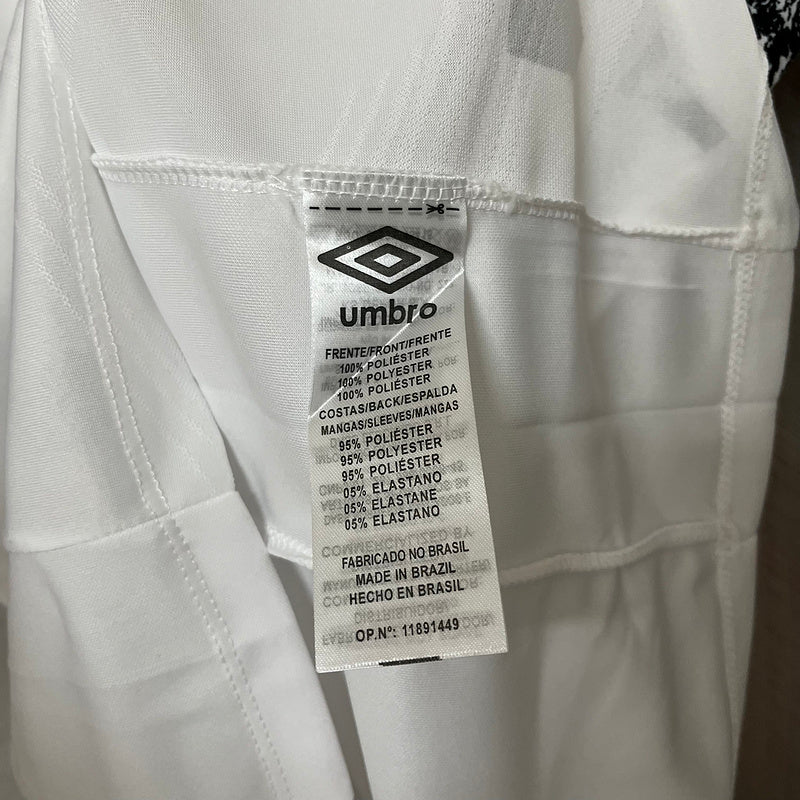 umbro
FRENTE/FRONT/FRENTE
100% POLIÉSTER
100% POLYESTER
100% POLIÉSTER
COSTAS/BACK/ESPALDA
MANGAS/SLEEVES/MANGAS
95% POLIÉSTER
95% POLYESTER
95% POLIÉSTER
05% ELASTANO
05% ELASTANE
05% ELASTANO
FABRICADO NO BRASIL
MADE IN BRAZIL
HECHO EN BRASIL
OP.Nº: 11891449